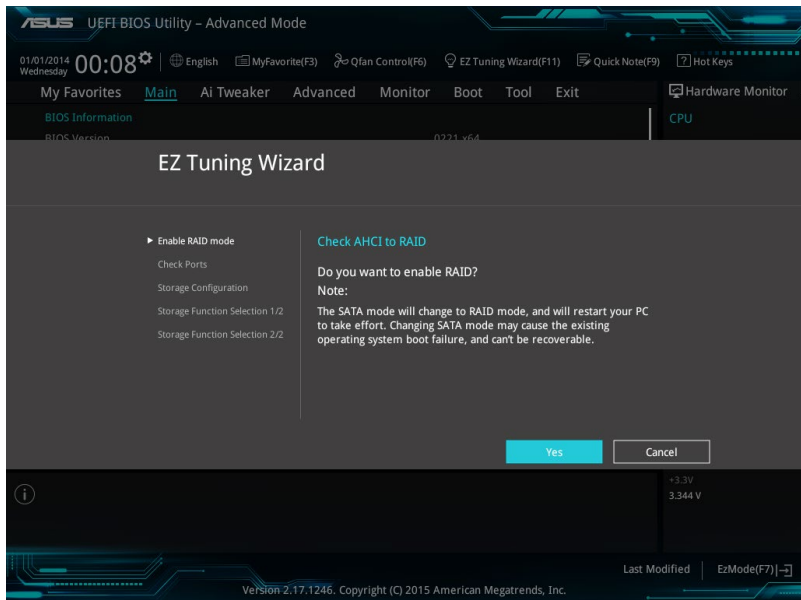 ASUS UEFI BIOS Utility – Advanced Mode
01/01/2014
Wednesday
00:08
English
MyFavorite(F3)
Qfan Control(F6)
EZ Tuning Wizard(F11)
Quick Note(F9)
? Hot Keys
My Favorites Main Ai Tweaker Advanced Monitor Boot Tool Exit
Hardware Monitor
BIOS Information
CPU
BIOS Version 0221 x64
EZ Tuning Wizard
Enable RAID mode
Check Ports
Storage Configuration
Storage Function Selection 1/2
Storage Function Selection 2/2
Check AHCI to RAID
Do you want to enable RAID?
Note:
The SATA mode will change to RAID mode, and will restart your PC
to take effort. Changing SATA mode may cause the existing
operating system boot failure, and can't be recoverable.
Yes
Cancel
+3.3V
3.344 V
Last Modified
EzMode(F7)
Version 2.17.1246. Copyright (C) 2015 American Megatrends, Inc.